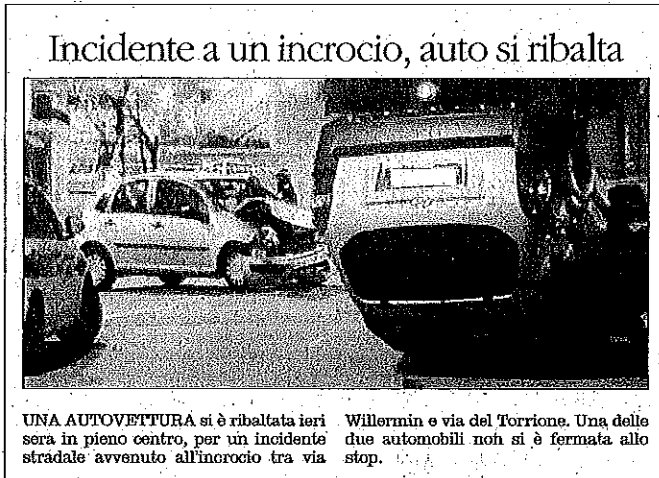 Incidente a un incrocio, auto si ribalta
UNA AUTOVETTURA si è ribaltata ieri
sera in pieno centro, per un incidente
stradale avvenuto all'incrocio tra via
Willermin e via del Torrione. Una delle
due automobili non si è fermata allo
stop.